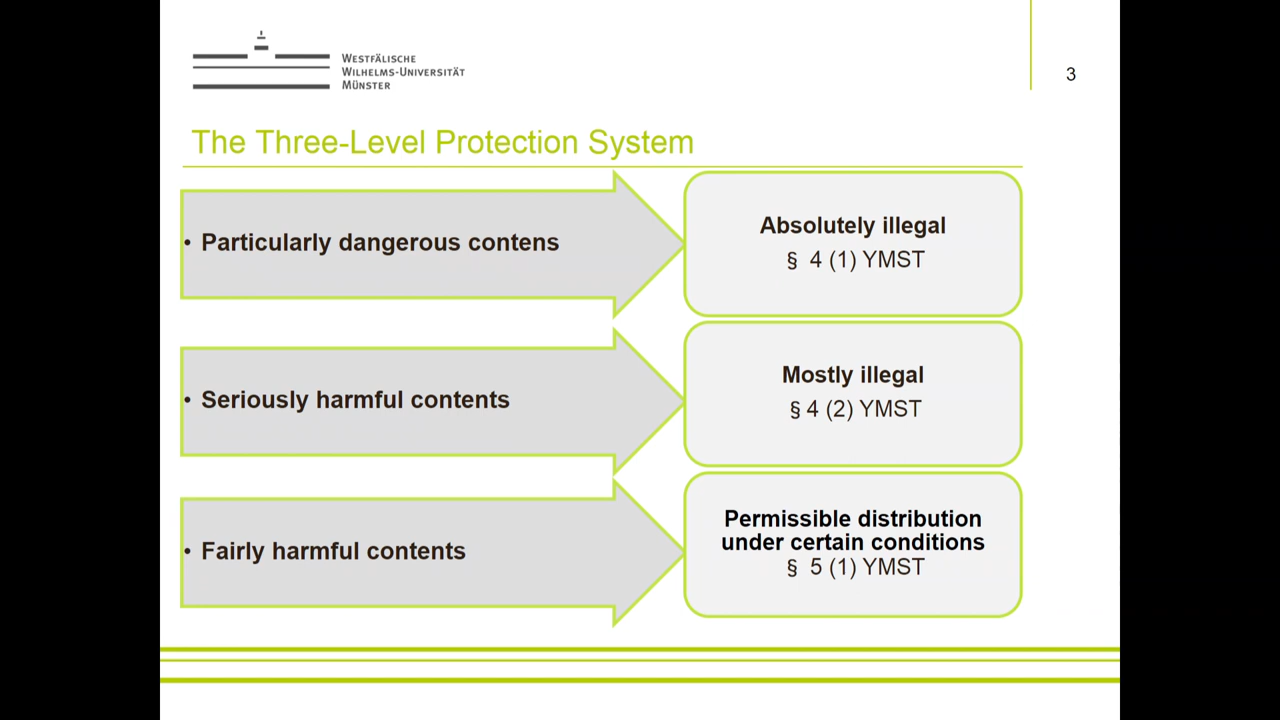 WESTFÄLISCHE
WILHELMS-UNIVERSITÄT
MÜNSTER
3
The Three-Level Protection System
• Particularly dangerous contens
Absolutely illegal
§ 4 (1) YMST
• Seriously harmful contents
Mostly illegal
§ 4 (2) YMST
• Fairly harmful contents
Permissible distribution
under certain conditions
§ 5 (1) YMST